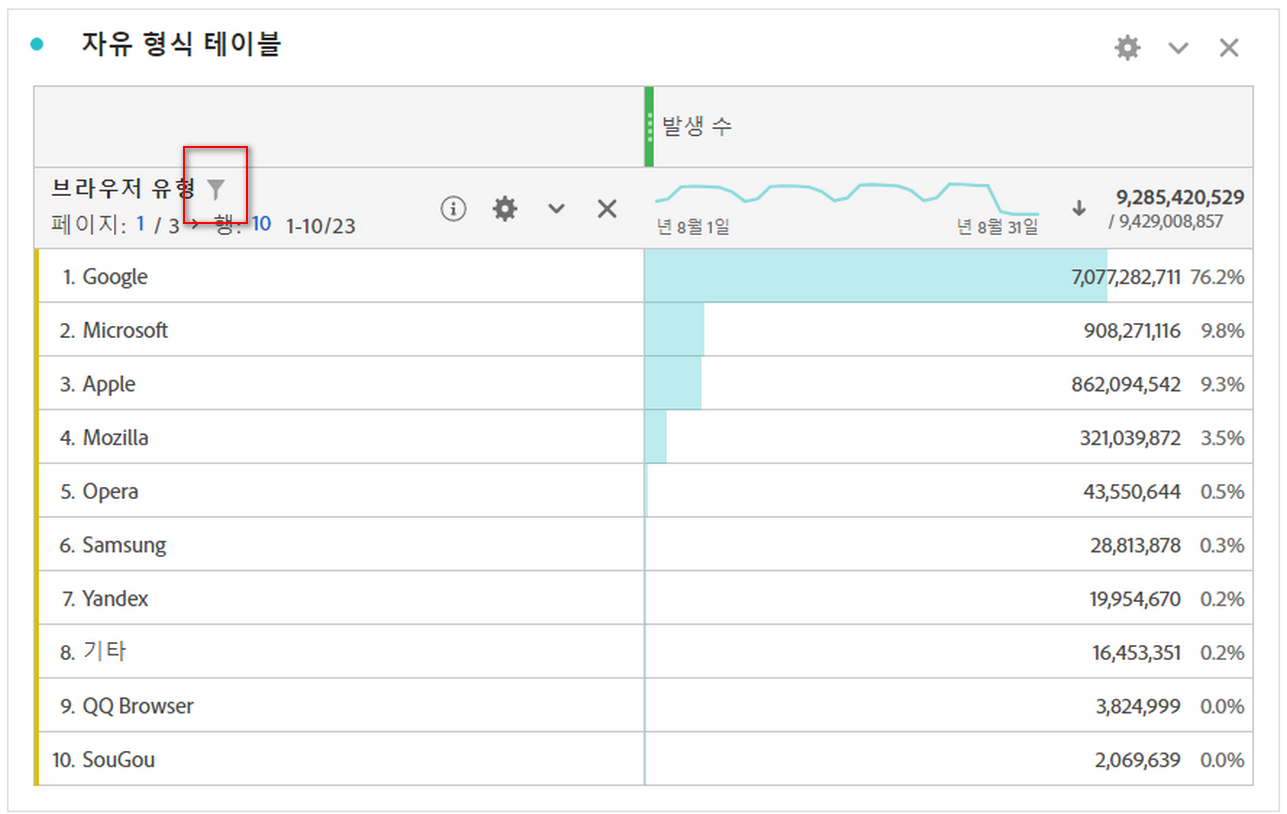 자유 형식 테이블
발생 수
브라우저 유형
페이지: 1 / 3 > 행: 10 1-10/23
년 8월 1일 년 8월 31일
9,285,420,529
/ 9,429,008,857
1. Google 7,077,282,711 76.2%
2. Microsoft 908,271,116 9.8%
3. Apple 862,094,542 9.3%
4. Mozilla 321,039,872 3.5%
5. Opera 43,550,644 0.5%
6. Samsung 28,813,878 0.3%
7. Yandex 19,954,670 0.2%
8. 기타 16,453,351 0.2%
9. QQ Browser 3,824,999 0.0%
10. SouGou 2,069,639 0.0%